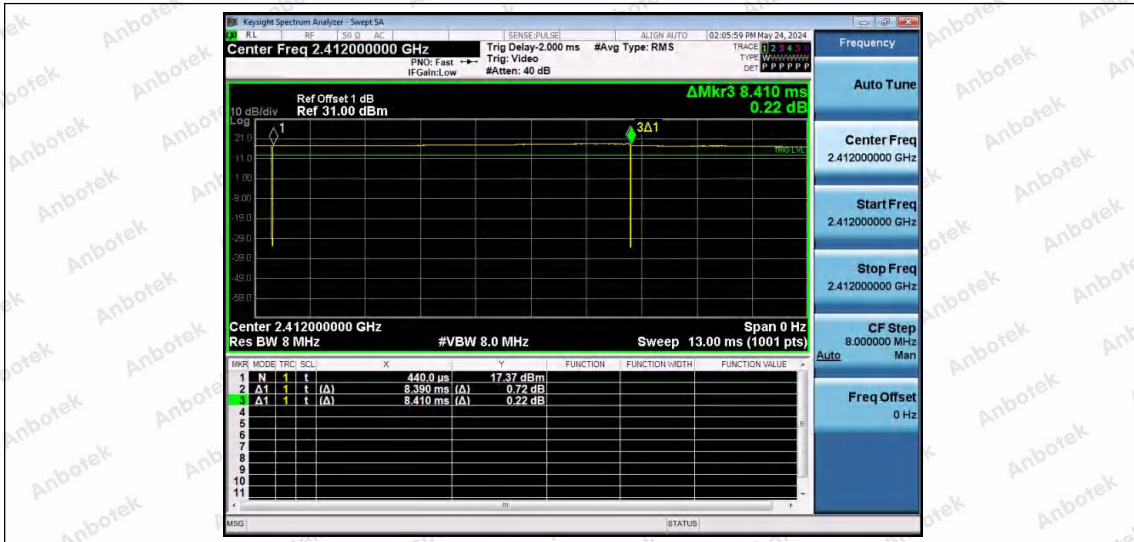 Keysight Spectrum Analyzer - Swept SA
RL RF 50 Ω AC SENSE:PULSE ALIGN AUTO 02:05:59 PM May 24, 2024
Center Freq 2.412000000 GHz
PNO: Fast
IFGain:Low
Trig Delay-2.000 ms
Trig: Video
#Atten: 40 dB
#Avg Type: RMS
TRACE 1 2 3 4 5 6
TYPE WWWWWW
DET P P P P P P
Frequency
Auto Tune
Center Freq
2.412000000 GHz
Start Freq
2.412000000 GHz
Stop Freq
2.412000000 GHz
CF Step
8.000000 MHz
Auto Man
Freq Offset
0 Hz
ΔMkr3 8.410 ms
0.22 dB
Ref Offset 1 dB
10 dB/div Ref 31.00 dBm
Log
1
3Δ1
21.0
TRIG LVL
11.0
1.00
-9.00
-19.0
-29.0
-39.0
-49.0
-59.0
Center 2.412000000 GHz Span 0 Hz
Res BW 8 MHz #VBW 8.0 MHz Sweep 13.00 ms (1001 pts)
MKR MODE TRC SCL X Y FUNCTION FUNCTION WIDTH FUNCTION VALUE
1 N 1 t 440.0 µs 17.37 dBm
2 Δ1 1 t (Δ) 8.390 ms (Δ) 0.72 dB
3 Δ1 1 t (Δ) 8.410 ms (Δ) 0.22 dB
4
5
6
7
8
9
10
11
MSG STATUS
Anbotek